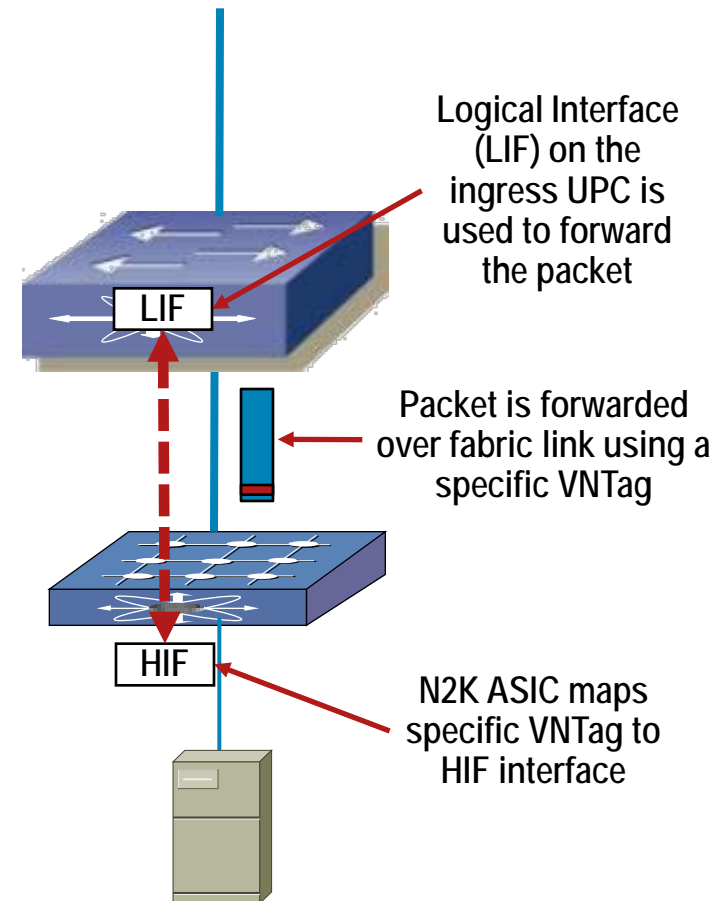 Logical Interface
(LIF) on the
ingress UPC is
used to forward
the packet
LIF
Packet is forwarded
over fabric link using a
specific VNTag
HIF
N2K ASIC maps
specific VNTag to
HIF interface